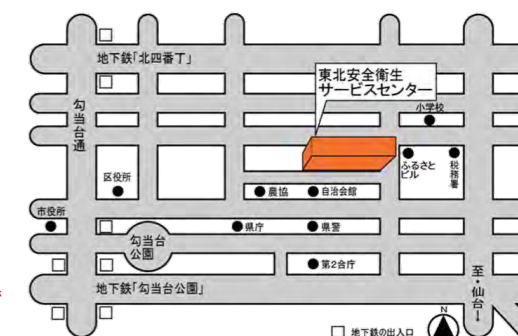 地下鉄「北四番丁」
東北安全衛生
サービスセンター
小学校
勾当台通
区役所
農協
自治会館
ふるさと
ビル
税務署
市役所
県庁
県警
勾当台
公園
第2合庁
地下鉄「勾当台公園」
至・仙台
地下鉄の出入口
N